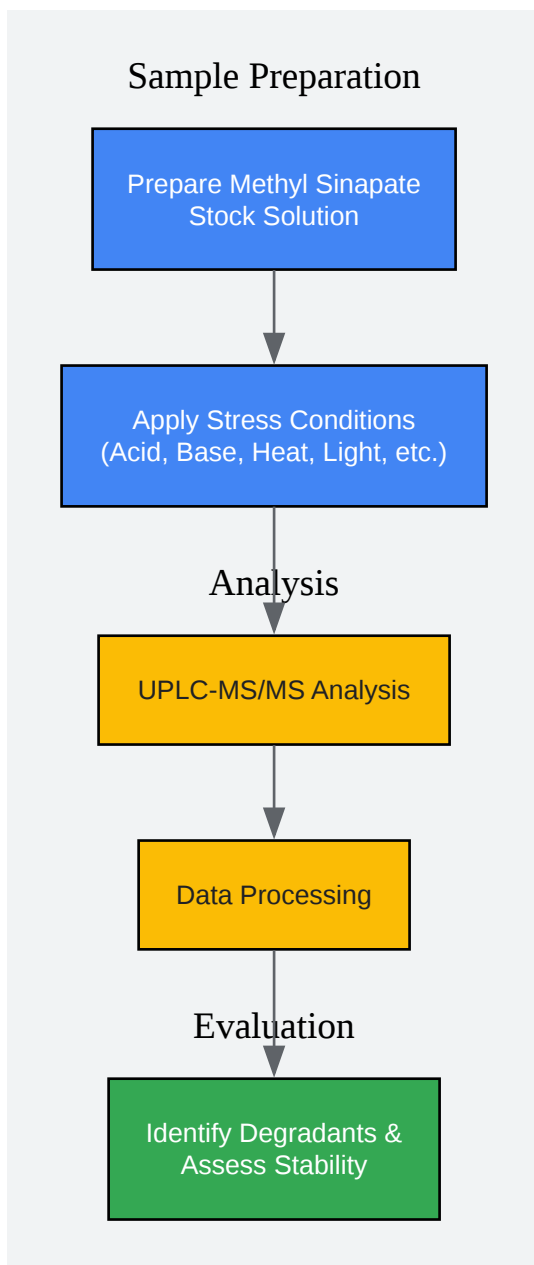 Sample Preparation
Prepare Methyl Sinapate
Stock Solution
Apply Stress Conditions
(Acid, Base, Heat, Light, etc.)
Analysis
UPLC-MS/MS Analysis
Data Processing
Evaluation
Identify Degradants &
Assess Stability